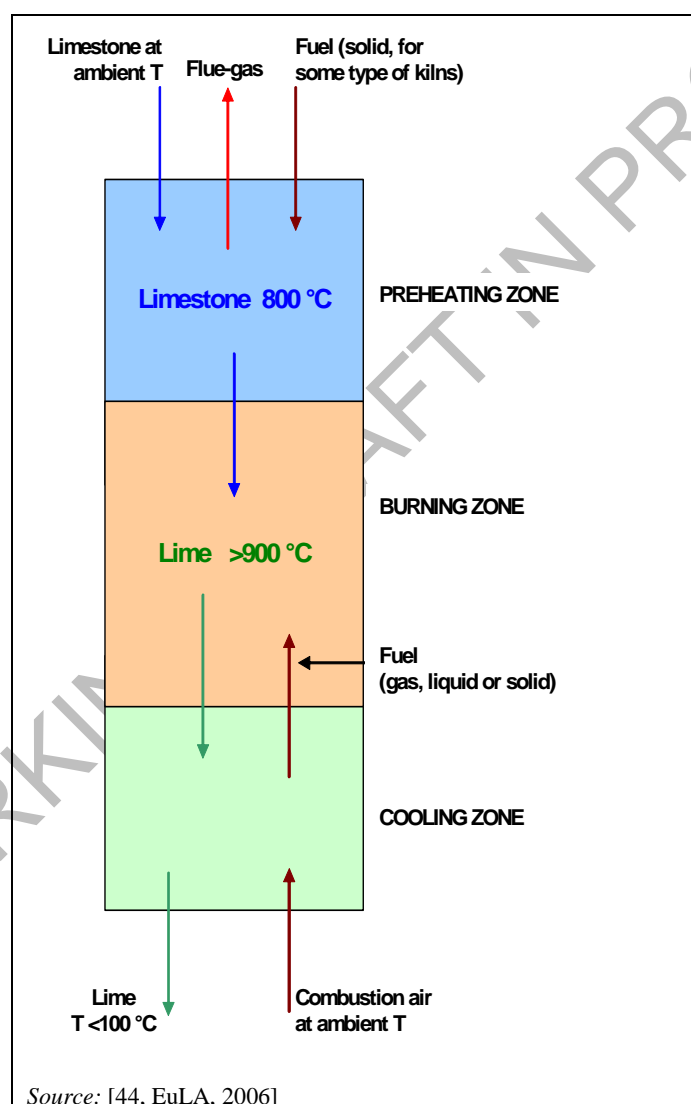 Limestone at
ambient T
Flue-gas
Fuel (solid, for
some type of kilns)
Limestone 800 °C
PREHEATING ZONE
BURNING ZONE
Lime >900 °C
Fuel
(gas, liquid or solid)
COOLING ZONE
Lime
T <100 °C
Combustion air
at ambient T
Source: [44, EuLA, 2006]